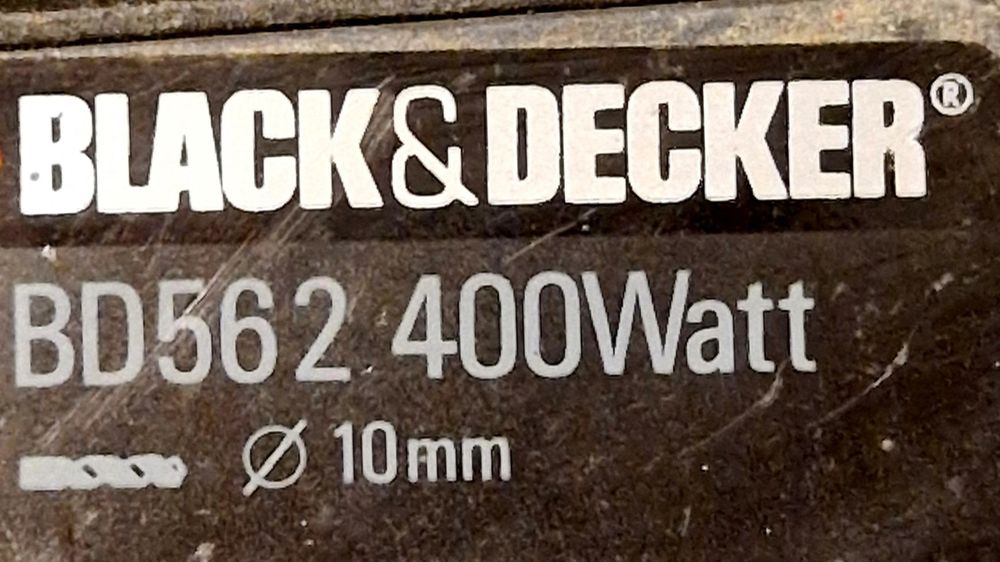 BLACK&DECKER®
BD562 400Watt
Ø 10mm